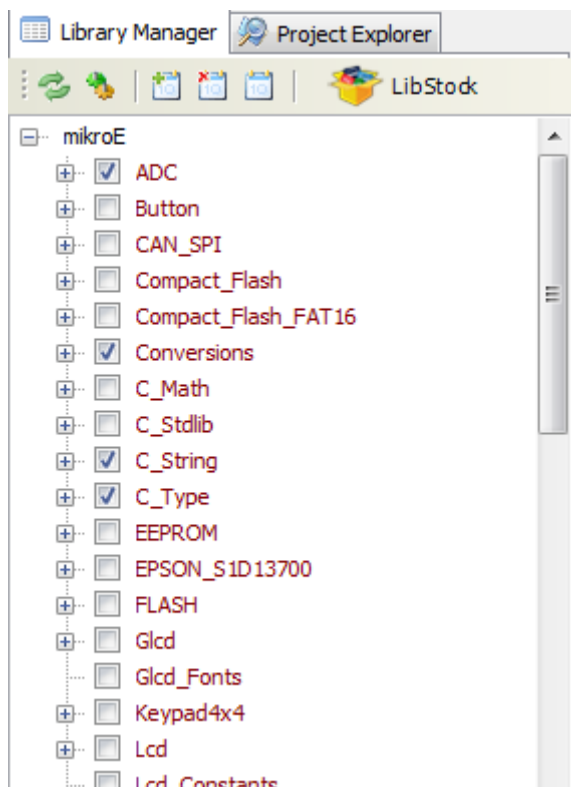 Library Manager Project Explorer
LibStock
mikroE
ADC
Button
CAN_SPI
Compact_Flash
Compact_Flash_FAT16
Conversions
C_Math
C_Stdlib
C_String
C_Type
EEPROM
EPSON_S1D13700
FLASH
Glcd
Glcd_Fonts
Keypad4x4
Lcd
Lcd_Constants